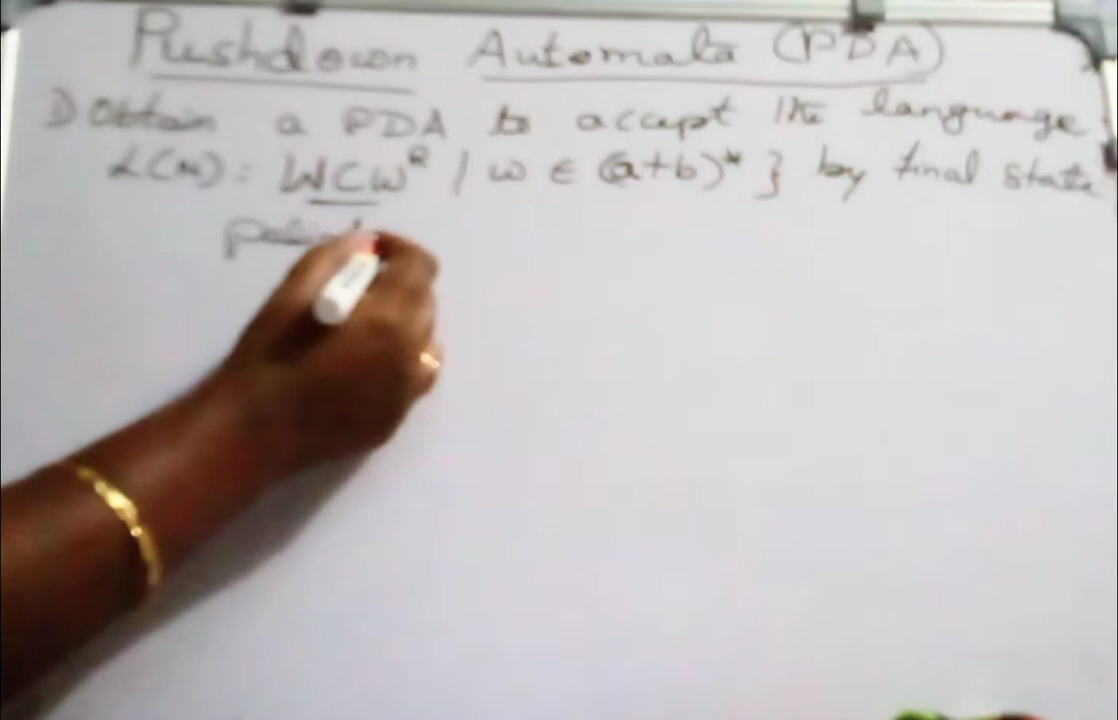 Pushdown Automata (PDA)
1) Obtain a PDA to accept the language
L(M) = WCW^R / w ∈ (a+b)* } by final state